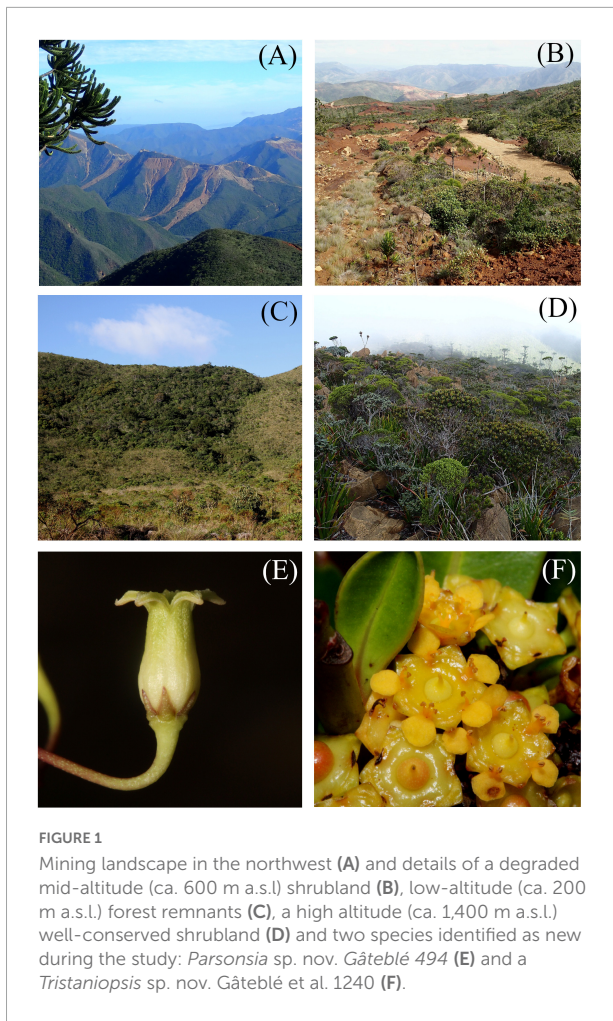 (A)
(B)
(C)
(D)
(E)
(F)
FIGURE 1
Mining landscape in the northwest (A) and details of a degraded
mid-altitude (ca. 600 m a.s.l) shrubland (B), low-altitude (ca. 200
m a.s.l.) forest remnants (C), a high altitude (ca. 1,400 m a.s.l.)
well-conserved shrubland (D) and two species identified as new
during the study: Parsonsia sp. nov. Gâteblé 494 (E) and a
Tristaniopsis sp. nov. Gâteblé et al. 1240 (F).